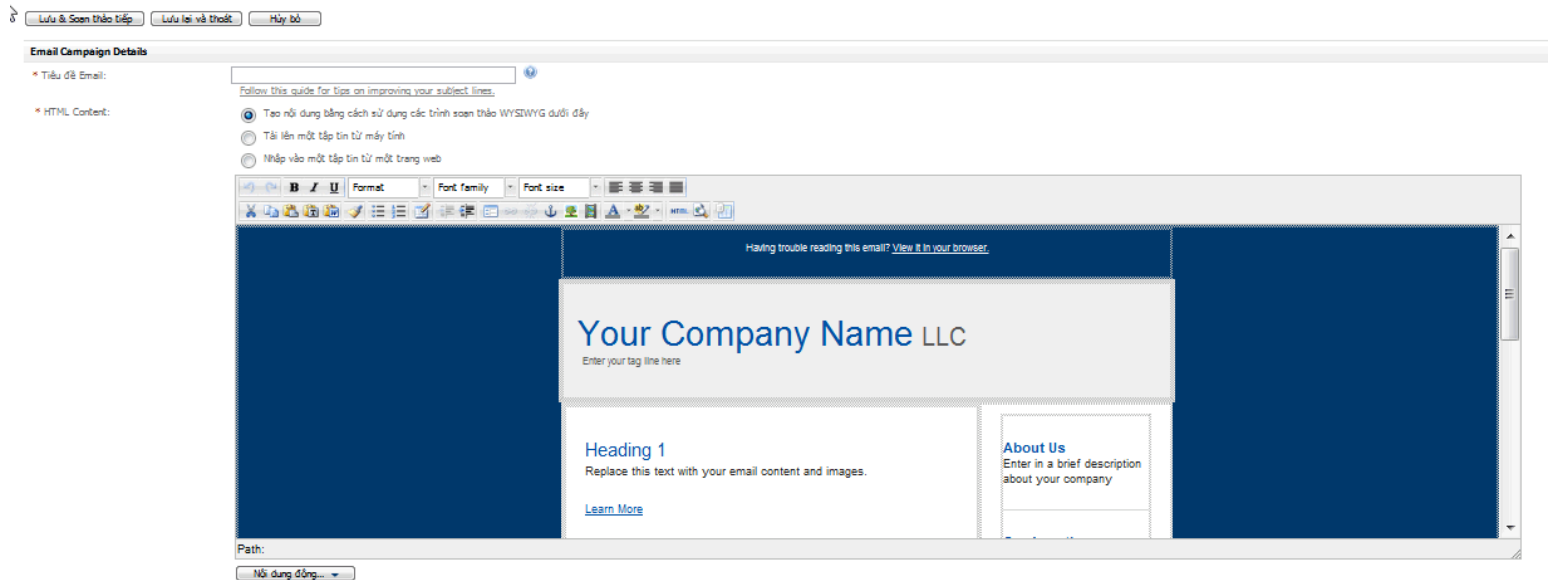 Lưu & Soạn thảo tiếp Lưu lại và thoát Hủy bỏ
Email Campaign Details
* Tiêu đề Email:
Follow this guide for tips on improving your subject lines.
* HTML Content:
Tạo nội dung bằng cách sử dụng các trình soạn thảo WYSIWYG dưới đây
Tải lên một tập tin từ máy tính
Nhập vào một tập tin từ một trang web
B I U Format Font family Font size
A ab HTML
Having trouble reading this email? View it in your browser.
Your Company Name LLC
Enter your tag line here
Heading 1
Replace this text with your email content and images.
Learn More
About Us
Enter in a brief description
about your company
Path:
Nội dung động...